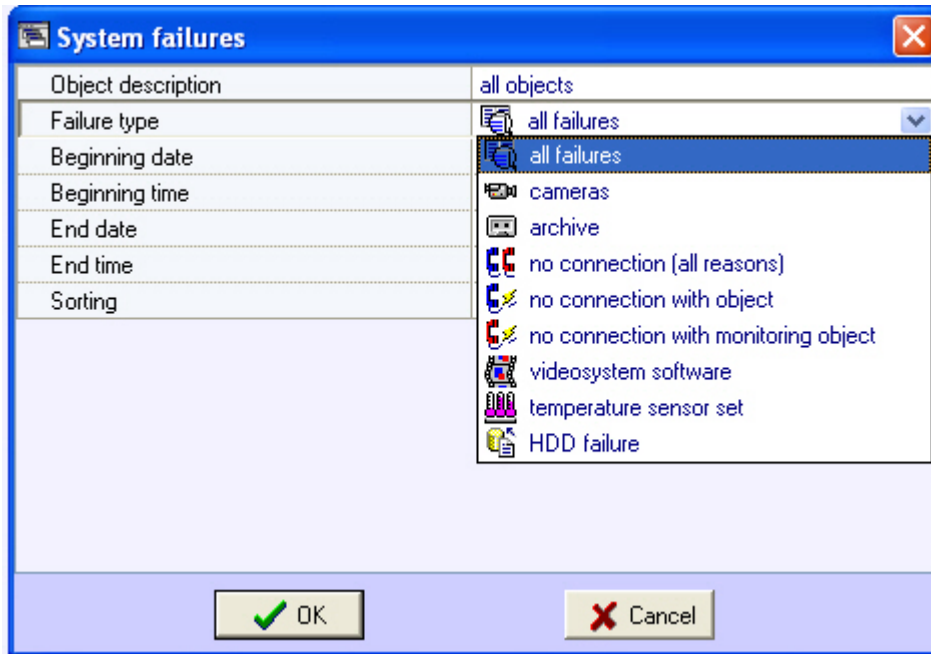 System failures
Object description all objects
Failure type all failures
Beginning date all failures
Beginning time cameras
End date archive
End time no connection (all reasons)
Sorting no connection with object
no connection with monitoring object
videosystem software
temperature sensor set
HDD failure
OK Cancel